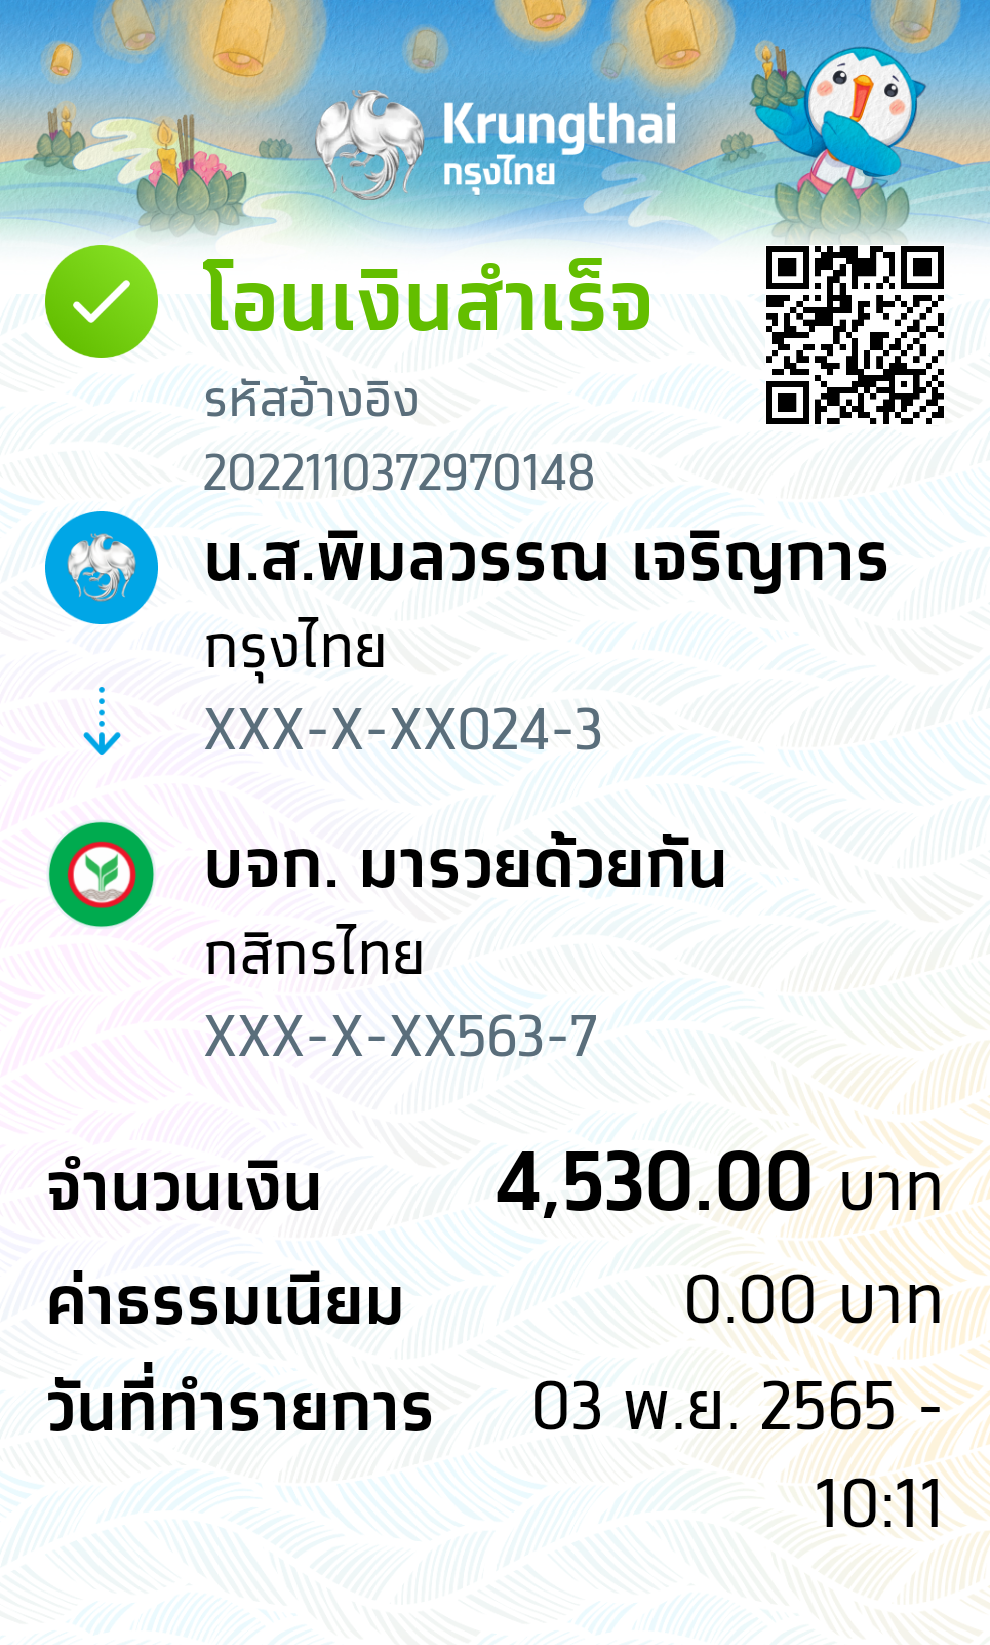 Krungthai
กรุงไทย
โอนเงินสำเร็จ
รหัสอ้างอิง
2022110372970148
น.ส.พิมลวรรณ เจริญการ
กรุงไทย
XXX-X-XX024-3
บจก. มารวยด้วยกัน
กสิกรไทย
XXX-X-XX563-7
จำนวนเงิน 4,530.00 บาท
ค่าธรรมเนียม 0.00 บาท
วันที่ทำรายการ 03 พ.ย. 2565 -
10:11